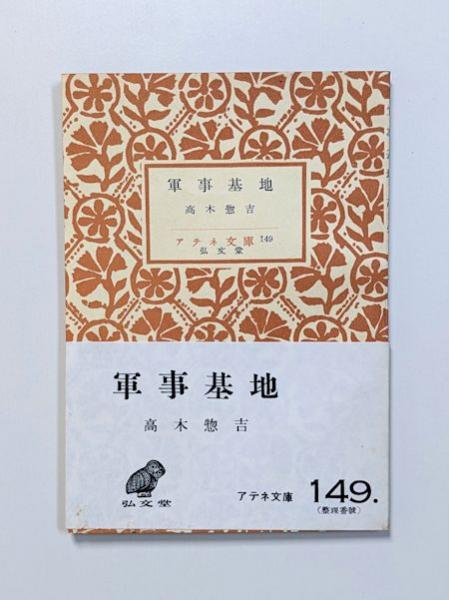 軍事基地
高木惣吉
アテネ文庫 149
弘文堂
軍事基地
高木惣吉
弘文堂
アテネ文庫 149.
(整理番號)